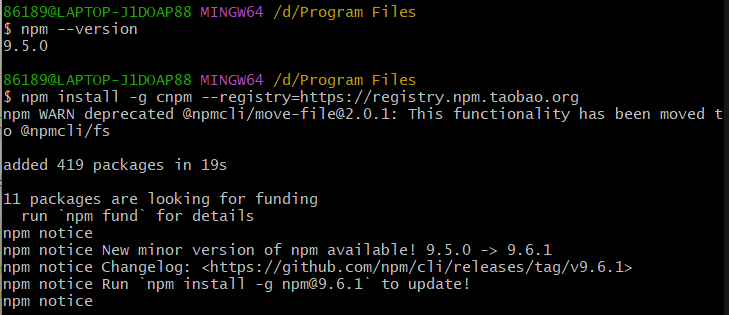 86189@LAPTOP-J1DOAP88 MINGW64 /d/Program Files
$ npm --version
9.5.0
86189@LAPTOP-J1DOAP88 MINGW64 /d/Program Files
$ npm install -g cnpm --registry=https://registry.npm.taobao.org
npm WARN deprecated @npmcli/move-file@2.0.1: This functionality has been moved t
o @npmcli/fs
added 419 packages in 19s
11 packages are looking for funding
  run `npm fund` for details
npm notice
npm notice New minor version of npm available! 9.5.0 -> 9.6.1
npm notice Changelog: <https://github.com/npm/cli/releases/tag/v9.6.1>
npm notice Run `npm install -g npm@9.6.1` to update!
npm notice